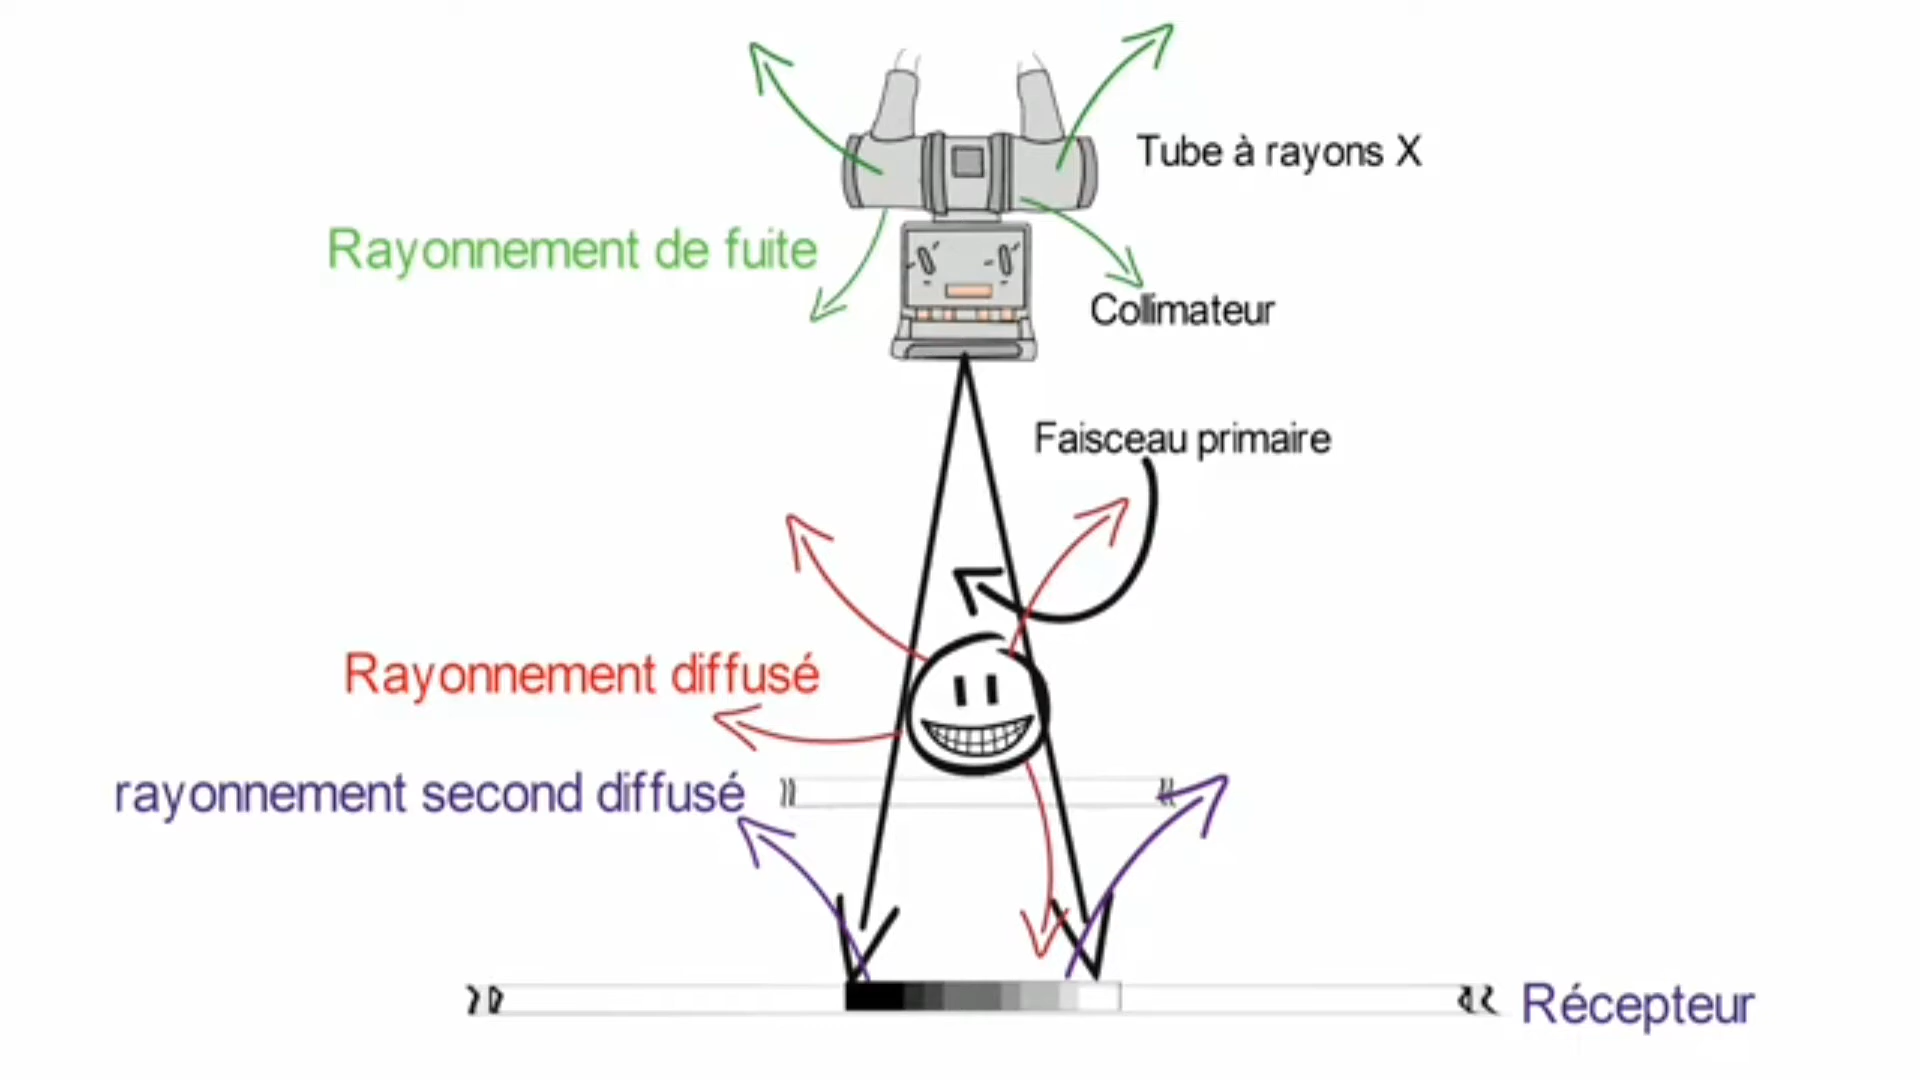 Tube à rayons X
Rayonnement de fuite
Collimateur
Faisceau primaire
Rayonnement diffusé
rayonnement second diffusé
Récepteur